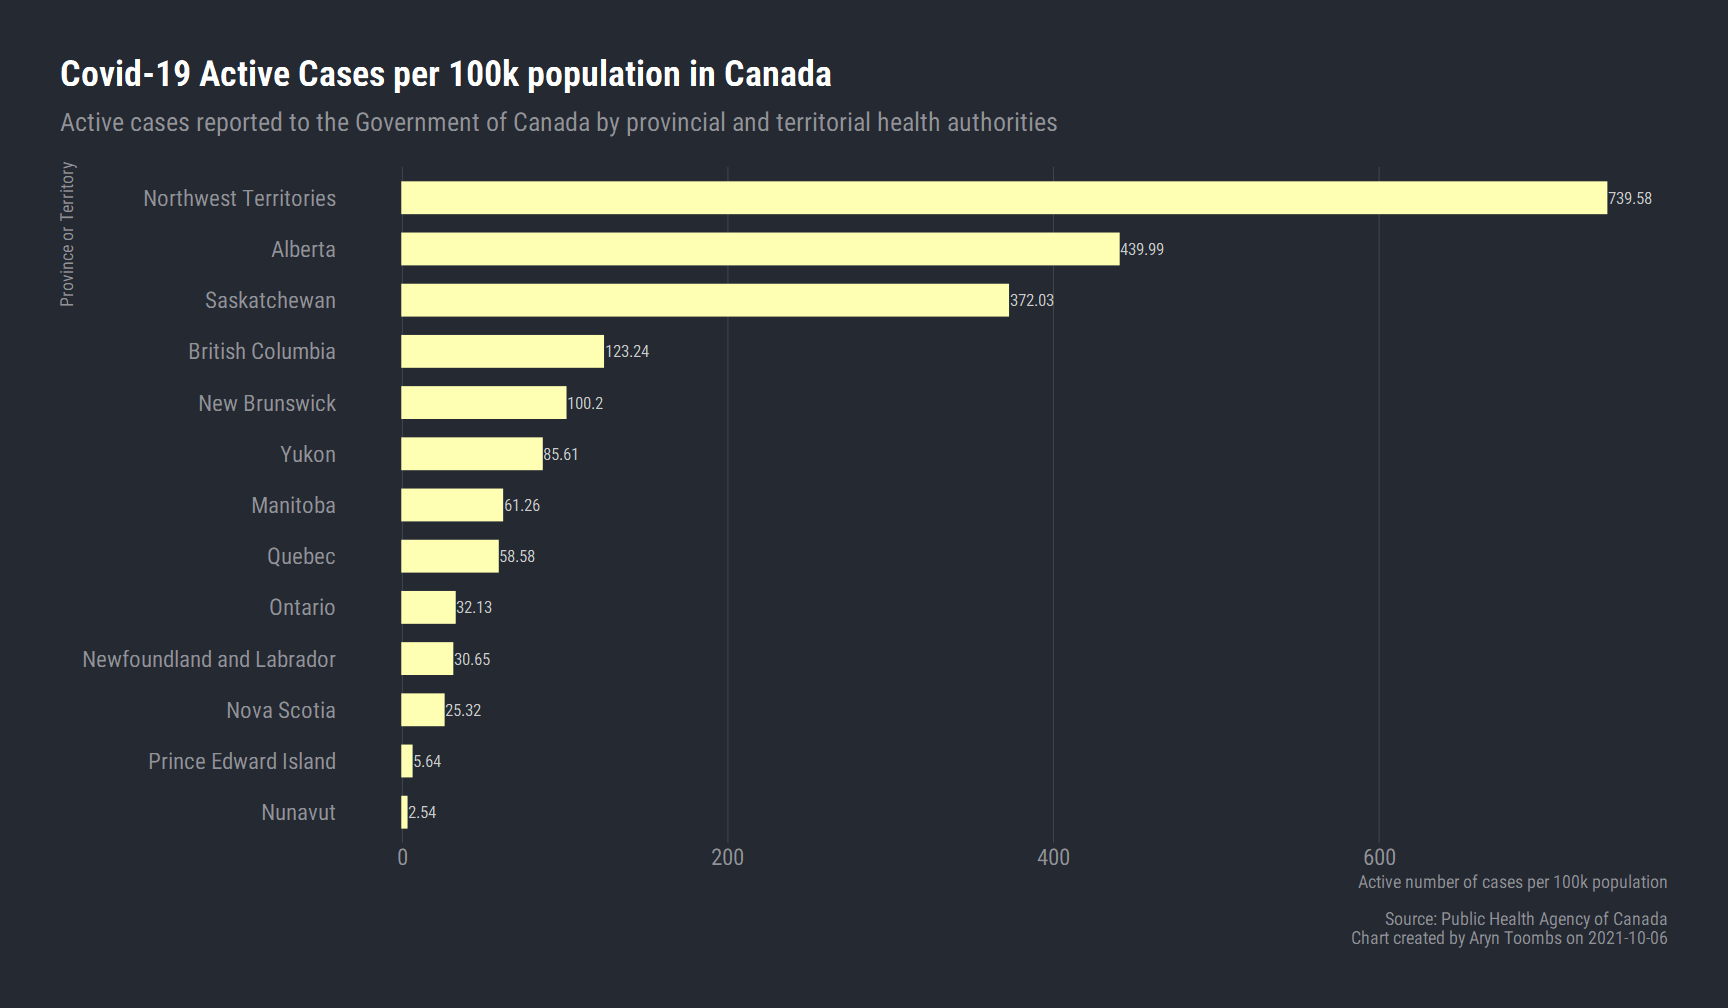 Covid-19 Active Cases per 100k population in Canada
Active cases reported to the Government of Canada by provincial and territorial health authorities
Province or Territory
Northwest Territories 739.58
Alberta 439.99
Saskatchewan 372.03
British Columbia 123.24
New Brunswick 100.2
Yukon 85.61
Manitoba 61.26
Quebec 58.58
Ontario 32.13
Newfoundland and Labrador 30.65
Nova Scotia 25.32
Prince Edward Island 5.64
Nunavut 2.54
0 200 400 600
Active number of cases per 100k population
Source: Public Health Agency of Canada
Chart created by Aryn Toombs on 2021-10-06